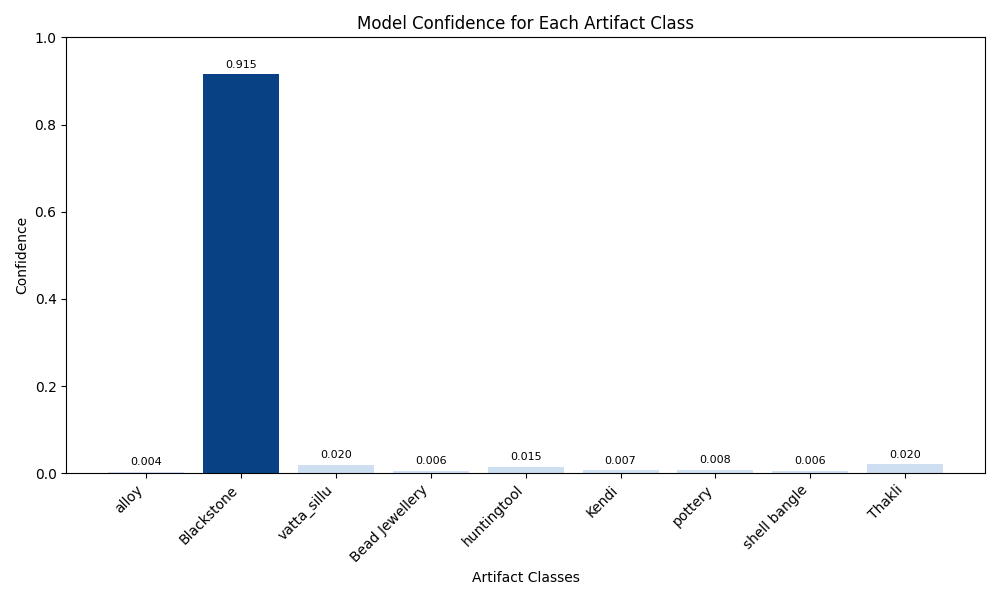 Model Confidence for Each Artifact Class
1.0
0.8
0.6
0.4
0.2
0.0
Confidence
0.004
0.915
0.020
0.006
0.015
0.007
0.008
0.006
0.020
alloy
Blackstone
vatta_sillu
Bead Jewellery
huntingtool
Kendi
pottery
shell bangle
Thakli
Artifact Classes